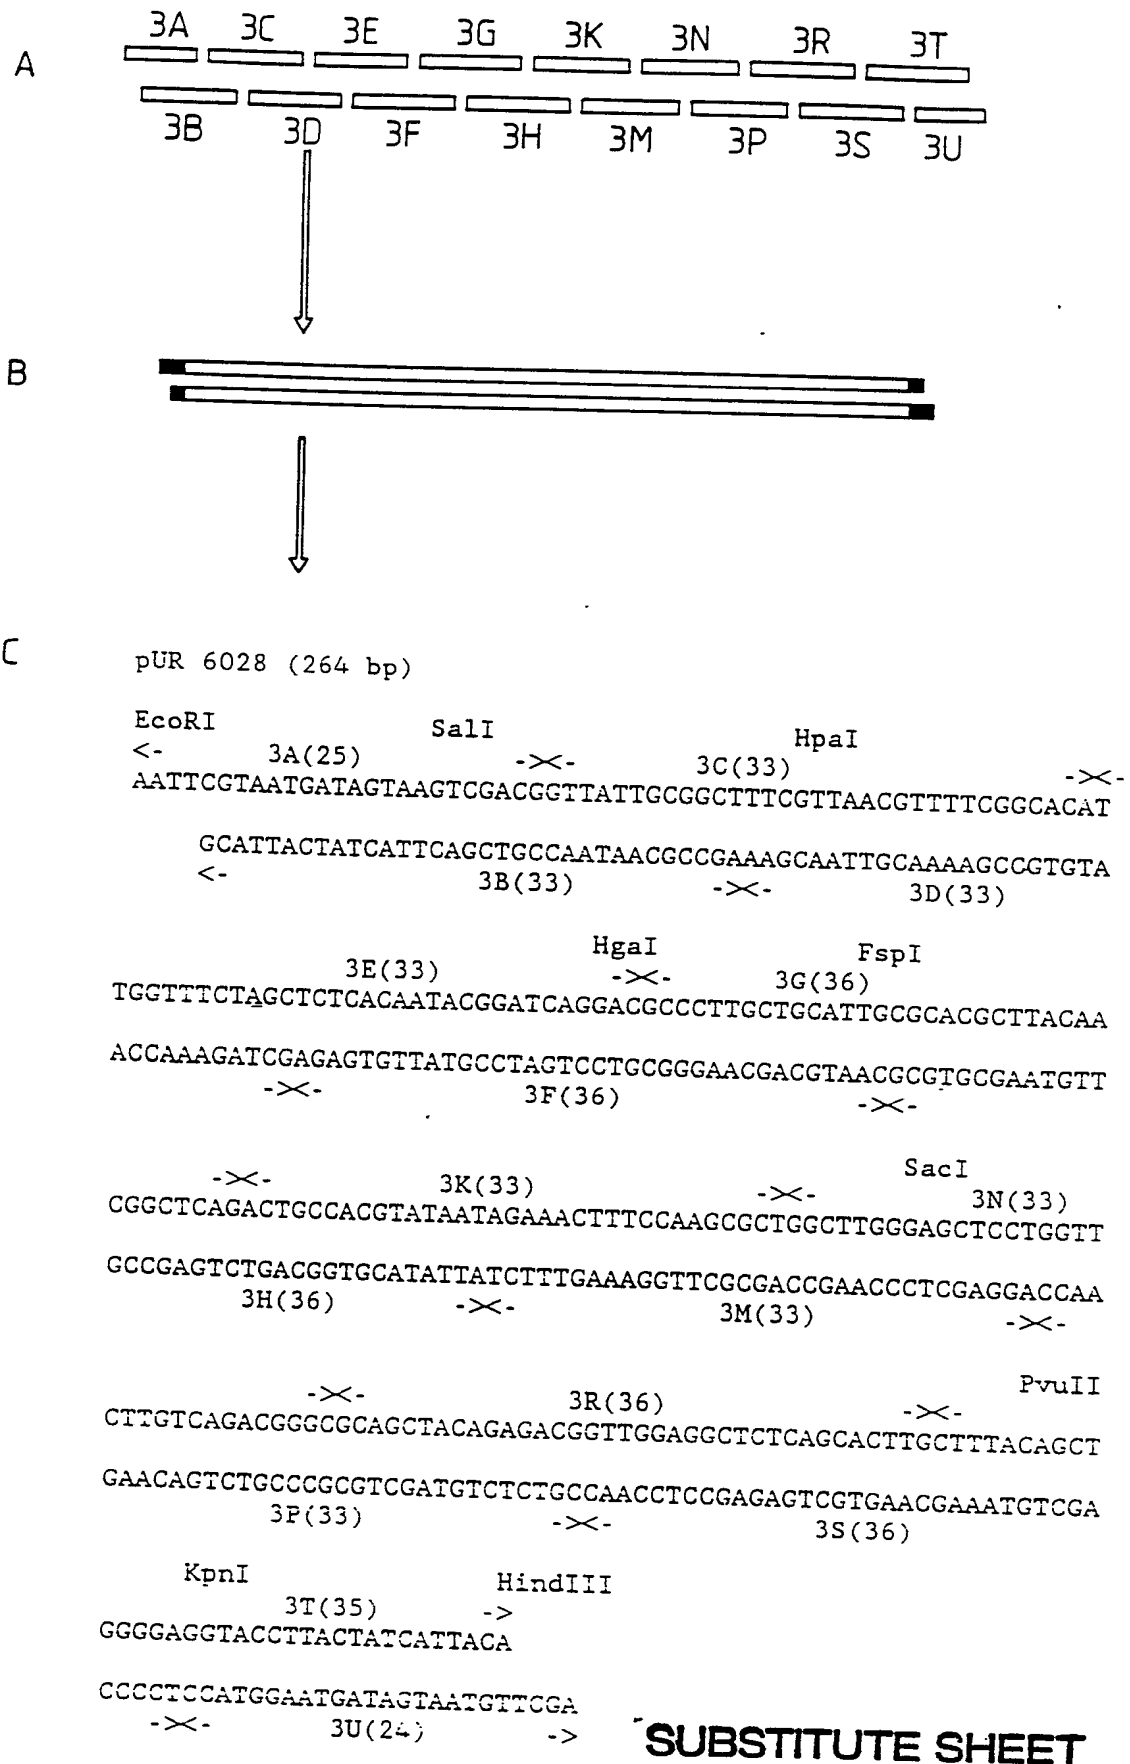 3A 3C 3E 3G 3K 3N 3R 3T
A
3B 3D 3F 3H 3M 3P 3S 3U
B
C
pUR 6028 (264 bp)
EcoRI SalI HpaI
<- 3A(25) -><- 3C(33) -><-
AATTCGTAATGATAGTAAGTCGACGGTTATTGCGGCTTTCGTTAACGTTTTCGGCACAT
GCATTACTATCATTCAGCTGCCAATAACGCCGAAAGCAATTGCAAAAGCCGTGTA
<- 3B(33) -><- 3D(33)
HgaI FspI
3E(33) -><- 3G(36)
TGGTTTCTAGCTCTCACAATACGGATCAGGACGCCCTTGCTGCATTGCGCACGCTTACAA
ACCAAAGATCGAGAGTGTTATGCCTAGTCCTGCGGGAACGACGTAACGCGTGCGAATGTT
-><- 3F(36) -><-
SacI
-><- 3K(33) -><- 3N(33)
CGGCTCAGACTGCCACGTATAATAGAAACTTTCCAAGCGCTGGCTTGGGAGCTCCTGGTT
GCCGAGTCTGACGGTGCATATTATCTTTGAAAGGTTCGCGACCGAACCCTCGAGGACCAA
3H(36) -><- 3M(33) -><-
PvuII
-><- 3R(36) -><-
CTTGTCAGACGGGCGCAGCTACAGAGACGGTTGGAGGCTCTCAGCACTTGCTTTACAGCT
GAACAGTCTGCCCGCGTCGATGTCTCTGCCAACCTCCGAGAGTCGTGAACGAAATGTCGA
3P(33) -><- 3S(36)
KpnI HindIII
3T(35) ->
GGGGAGGTACCTTACTATCATTACA
CCCCTCCATGGAATGATAGTAATGTTCGA
-><- 3U(24) ->
SUBSTITUTE SHEET